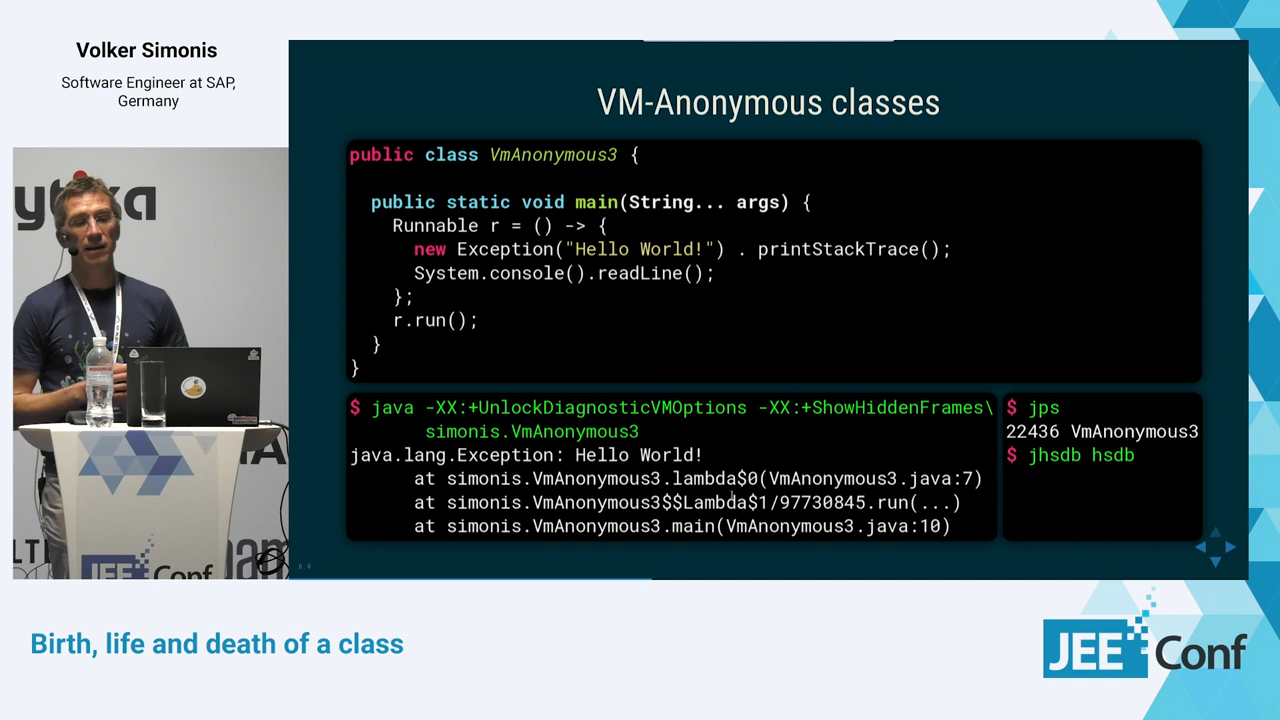 Volker Simonis
Software Engineer at SAP,
Germany
VM-Anonymous classes
public class VmAnonymous3 {
public static void main(String... args) {
Runnable r = () -> {
new Exception("Hello World!") . printStackTrace();
System.console().readLine();
};
r.run();
}
}
$ java -XX:+UnlockDiagnosticVMOptions -XX:+ShowHiddenFrames\
simonis.VmAnonymous3
java.lang.Exception: Hello World!
at simonis.VmAnonymous3.lambda$0(VmAnonymous3.java:7)
at simonis.VmAnonymous3$$Lambda$1/97730845.run(...)
at simonis.VmAnonymous3.main(VmAnonymous3.java:10)
$ jps
22436 VmAnonymous3
$ jhsdb hsdb
6.4
JEE Conf
Birth, life and death of a class
JEE Conf